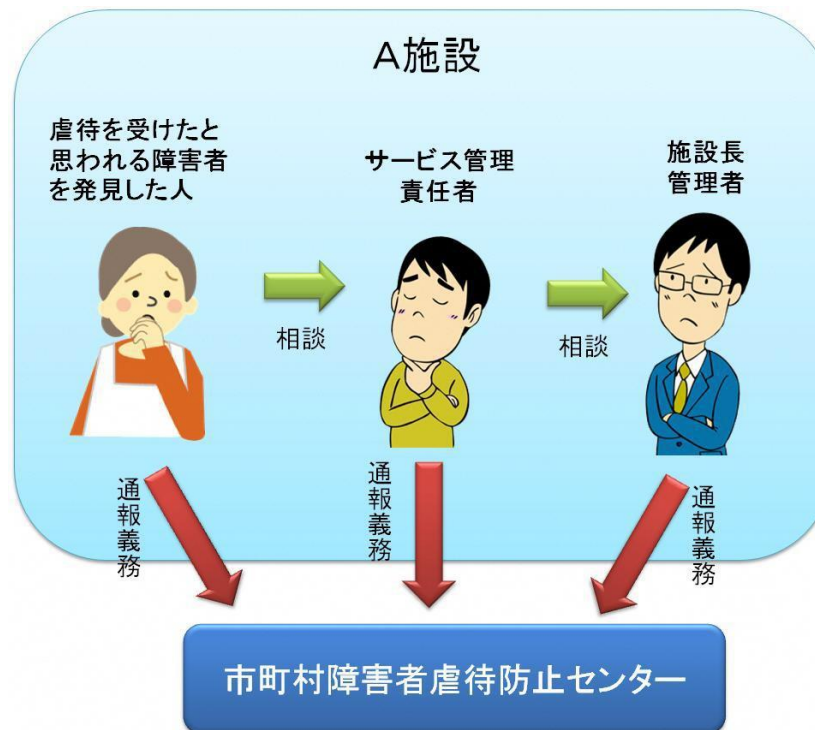 A施設
虐待を受けたと
思われる障害者
を発見した人
サービス管理
責任者
施設長
管理者
相談
相談
通報義務
通報義務
通報義務
市町村障害者虐待防止センター